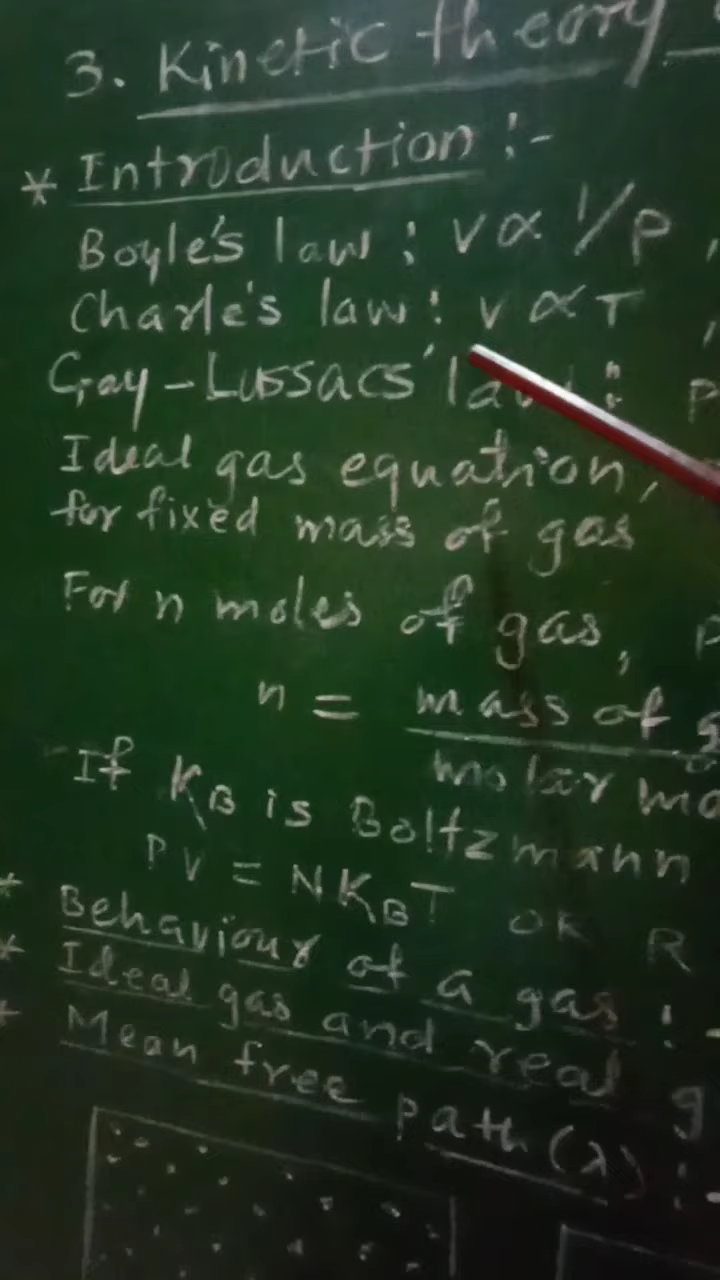 3. Kinetic theory
* Introduction :-
Boyle's law : V ∝ 1/P ,
Charle's law : V ∝ T ,
Gay-Lussacs' law : P
Ideal gas equation,
for fixed mass of gas
For n moles of gas, P
n = mass of g
molar ma
If KB is Boltzmann
PV = NKBT OR R
* Behaviour of a gas :-
* Ideal gas and real g
* Mean free path (λ) :-